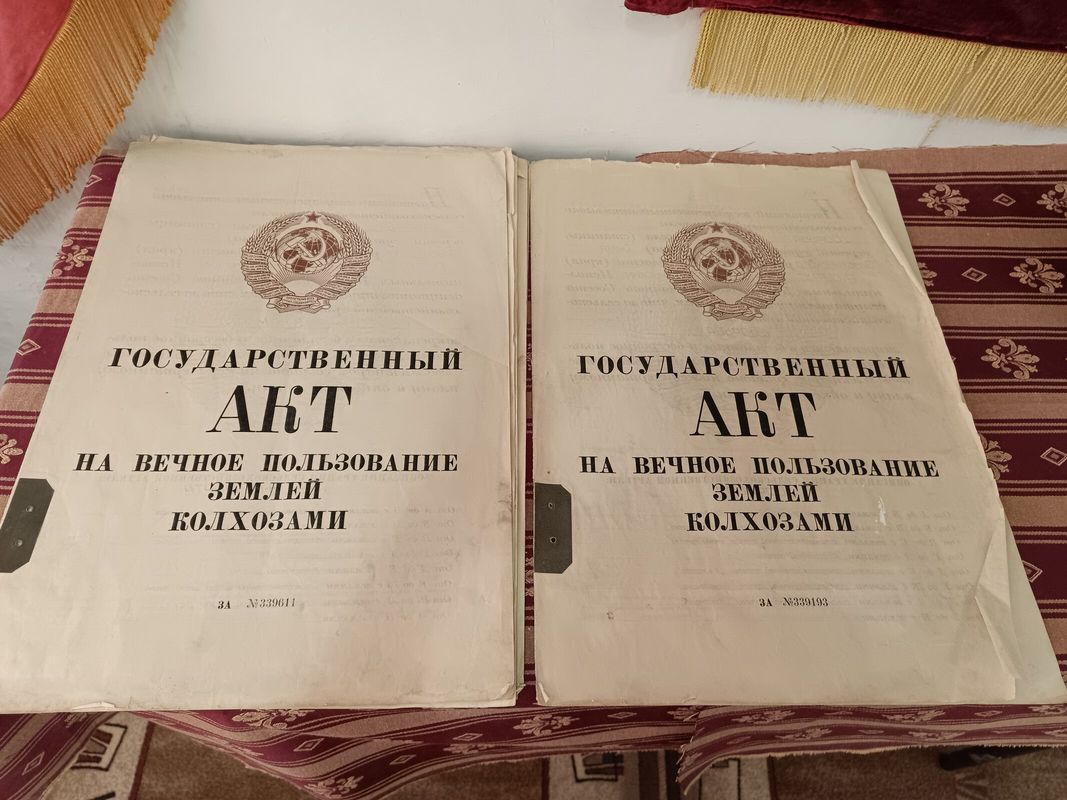 ГОСУДАРСТВЕННЫЙ
АКТ
НА ВЕЧНОЕ ПОЛЬЗОВАНИЕ
ЗЕМЛЕЙ
КОЛХОЗАМИ
ЗА №339611
ГОСУДАРСТВЕННЫЙ
АКТ
НА ВЕЧНОЕ ПОЛЬЗОВАНИЕ
ЗЕМЛЕЙ
КОЛХОЗАМИ
ЗА №339193